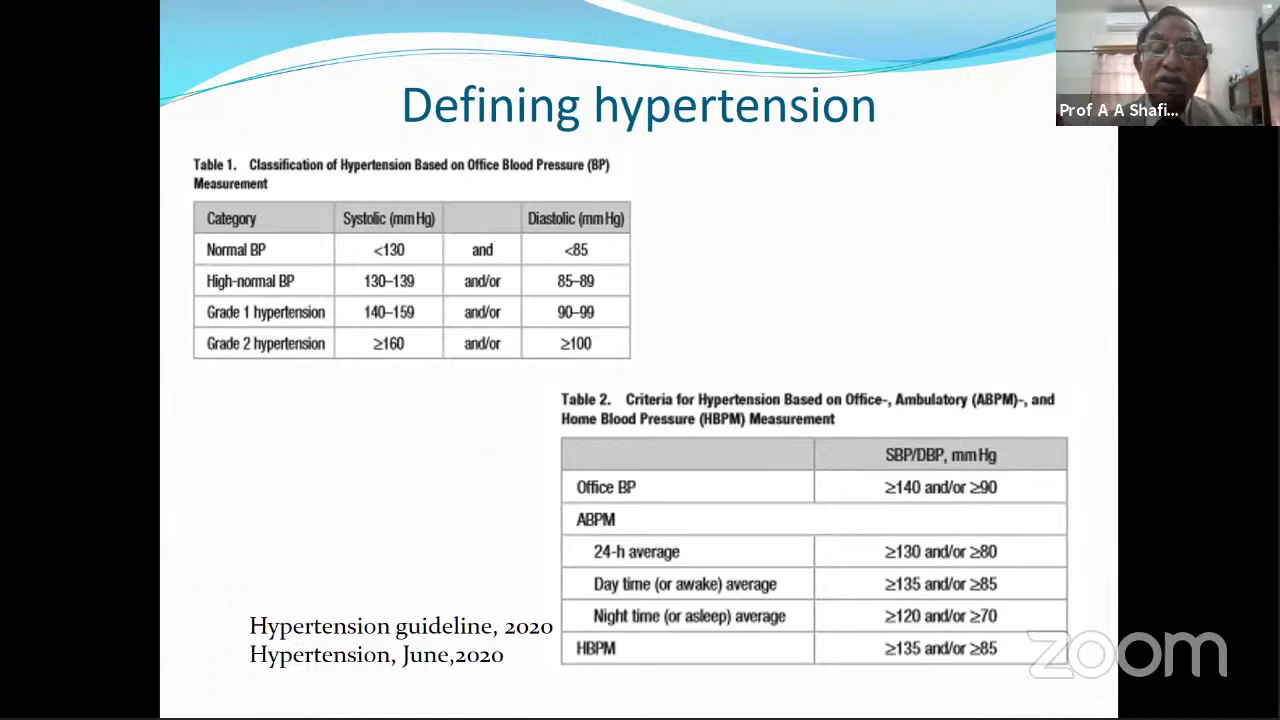 Defining hypertension
Prof A A Shafi...
Table 1. Classification of Hypertension Based on Office Blood Pressure (BP)
Measurement
Category Systolic (mm Hg) Diastolic (mm Hg)
Normal BP <130 and <85
High-normal BP 130–139 and/or 85–89
Grade 1 hypertension 140–159 and/or 90–99
Grade 2 hypertension ≥160 and/or ≥100
Table 2. Criteria for Hypertension Based on Office-, Ambulatory (ABPM)-, and
Home Blood Pressure (HBPM) Measurement
SBP/DBP, mm Hg
Office BP ≥140 and/or ≥90
ABPM
24-h average ≥130 and/or ≥80
Day time (or awake) average ≥135 and/or ≥85
Night time (or asleep) average ≥120 and/or ≥70
HBPM ≥135 and/or ≥85
Hypertension guideline, 2020
Hypertension, June,2020
zoom